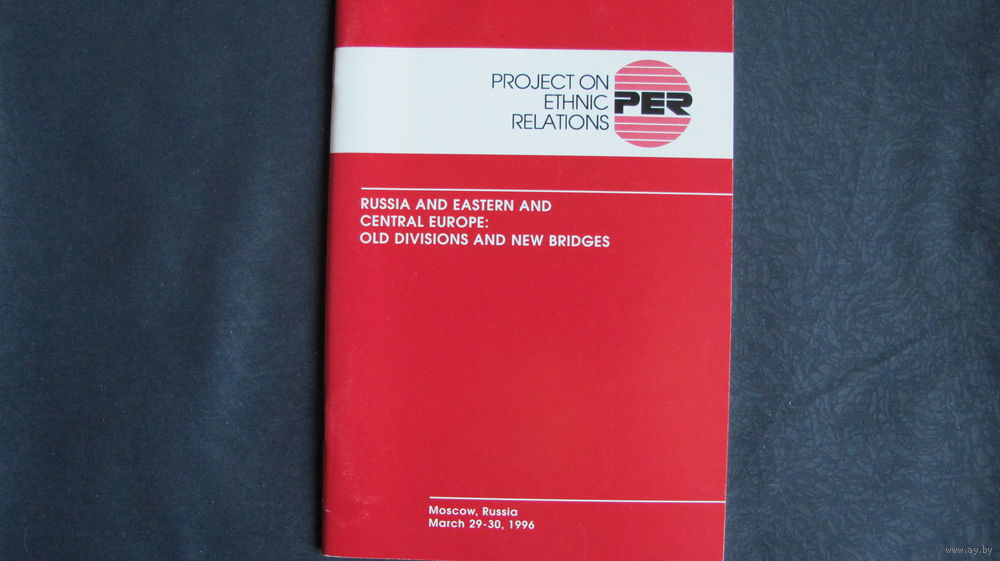 PROJECT ON
ETHNIC
RELATIONS
PER
RUSSIA AND EASTERN AND
CENTRAL EUROPE:
OLD DIVISIONS AND NEW BRIDGES
Moscow, Russia
March 29-30, 1996
www.ay.by